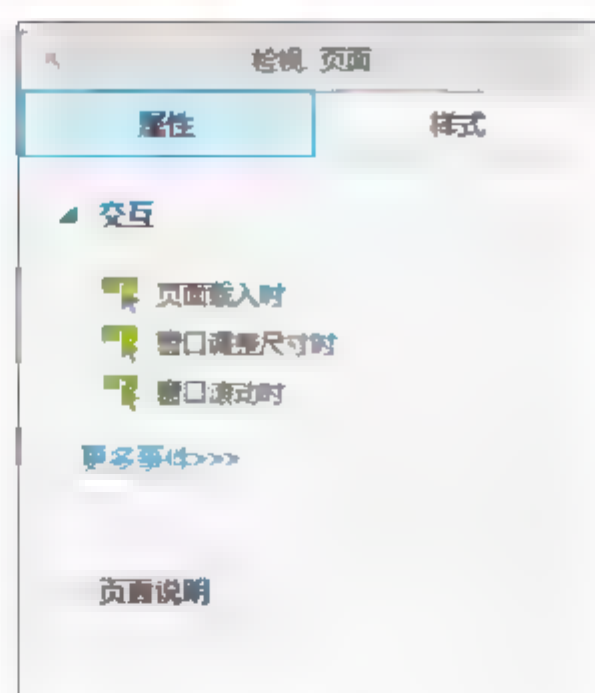 检视: 页面
属性
样式
交互
页面载入时
窗口调整尺寸时
窗口滚动时
更多事件>>>
页面说明